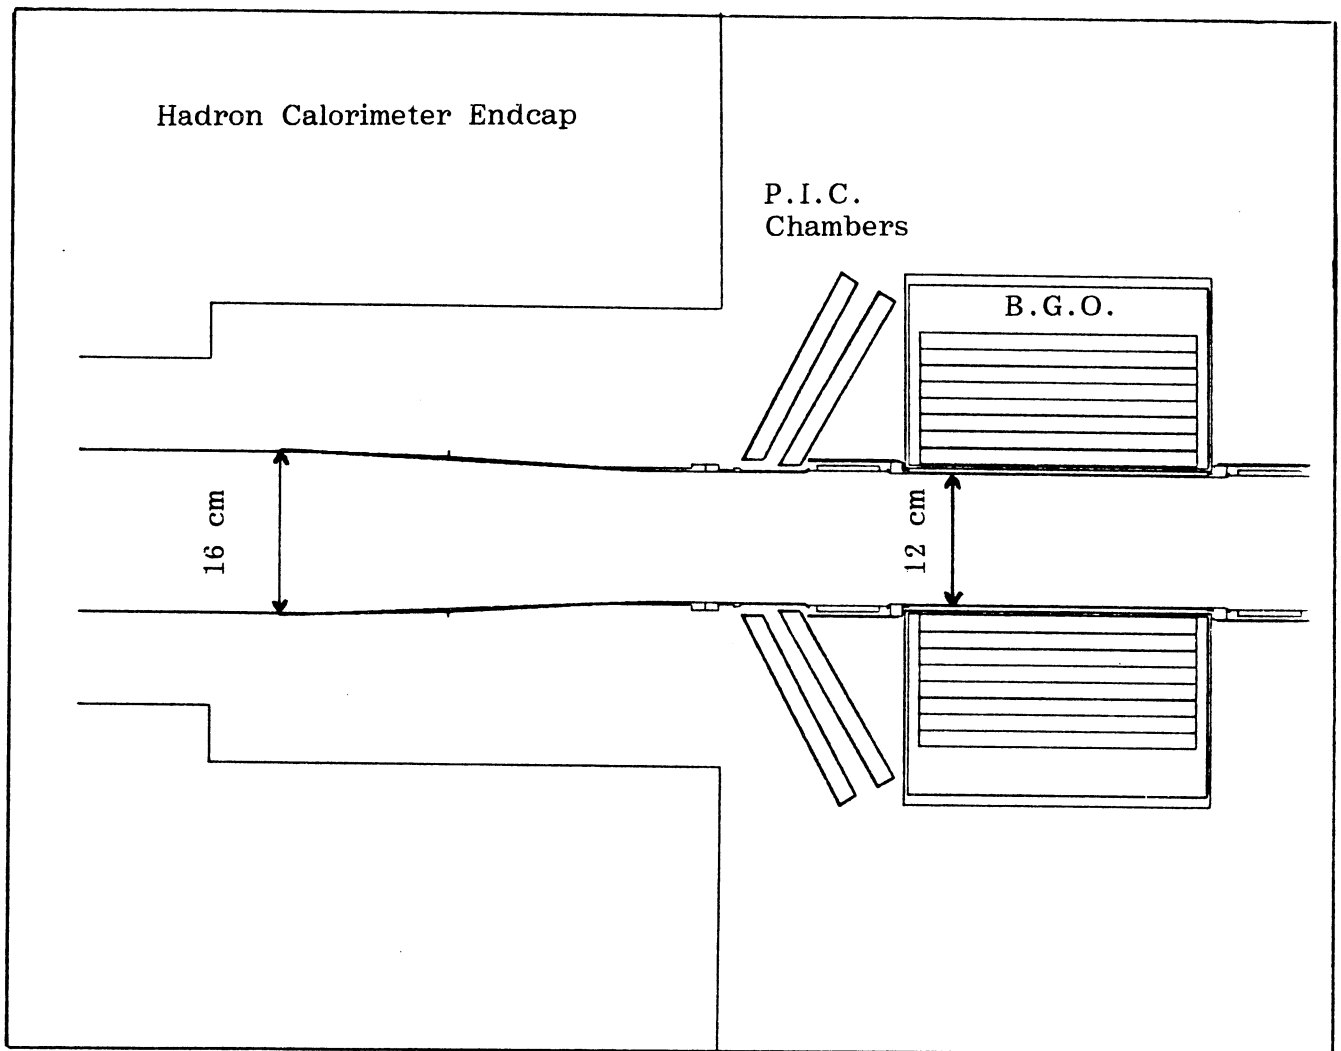 Hadron Calorimeter Endcap
P.I.C.
Chambers
B.G.O.
16 cm
12 cm